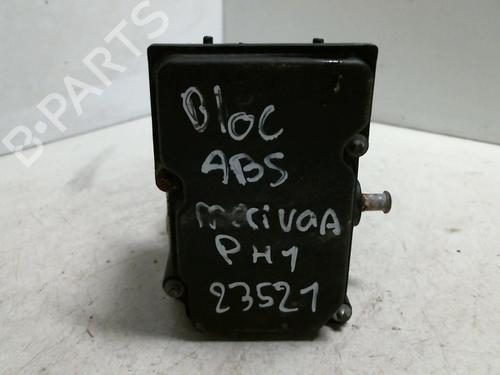 B-PARTS
BLOC
ABS
MERIVA A
PH1
23521